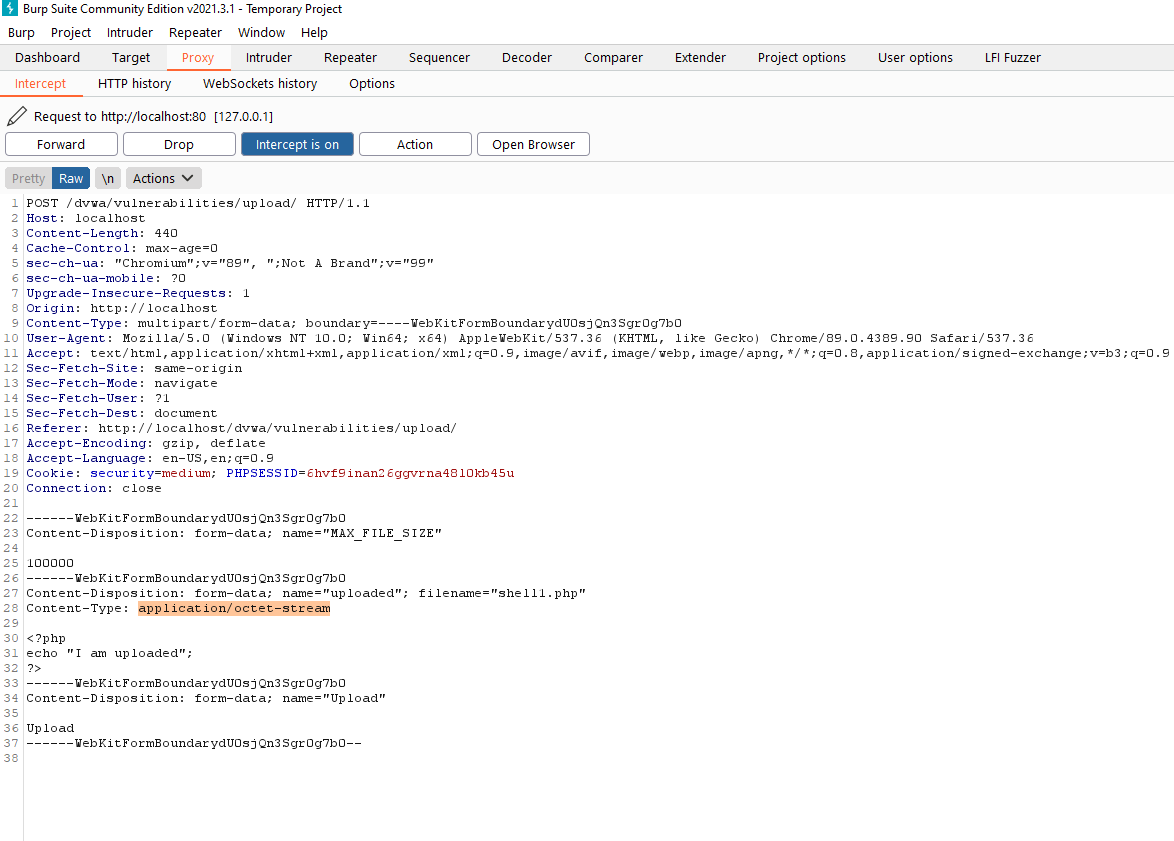 Burp Suite Community Edition v2021.3.1 - Temporary Project
Burp Project Intruder Repeater Window Help
Dashboard Target Proxy Intruder Repeater Sequencer Decoder Comparer Extender Project options User options LFI Fuzzer
Intercept HTTP history WebSockets history Options
Request to http://localhost:80 [127.0.0.1]
Forward Drop Intercept is on Action Open Browser
Pretty Raw \n Actions
1 POST /dvwa/vulnerabilities/upload/ HTTP/1.1
2 Host: localhost
3 Content-Length: 440
4 Cache-Control: max-age=0
5 sec-ch-ua: "Chromium";v="89", ";Not A Brand";v="99"
6 sec-ch-ua-mobile: ?0
7 Upgrade-Insecure-Requests: 1
8 Origin: http://localhost
9 Content-Type: multipart/form-data; boundary=----WebKitFormBoundarydUOsjQn3SgrOg7bO
10 User-Agent: Mozilla/5.0 (Windows NT 10.0; Win64; x64) AppleWebKit/537.36 (KHTML, like Gecko) Chrome/89.0.4389.90 Safari/537.36
11 Accept: text/html,application/xhtml+xml,application/xml;q=0.9,image/avif,image/webp,image/apng,*/*;q=0.8,application/signed-exchange;v=b3;q=0.9
12 Sec-Fetch-Site: same-origin
13 Sec-Fetch-Mode: navigate
14 Sec-Fetch-User: ?1
15 Sec-Fetch-Dest: document
16 Referer: http://localhost/dvwa/vulnerabilities/upload/
17 Accept-Encoding: gzip, deflate
18 Accept-Language: en-US,en;q=0.9
19 Cookie: security=medium; PHPSESSID=6hvf9inan26ggvrna48l0kb45u
20 Connection: close
21
22 ------WebKitFormBoundarydUOsjQn3SgrOg7bO
23 Content-Disposition: form-data; name="MAX_FILE_SIZE"
24
25 100000
26 ------WebKitFormBoundarydUOsjQn3SgrOg7bO
27 Content-Disposition: form-data; name="uploaded"; filename="shell1.php"
28 Content-Type: application/octet-stream
29
30 <?php
31 echo "I am uploaded";
32 ?>
33 ------WebKitFormBoundarydUOsjQn3SgrOg7bO
34 Content-Disposition: form-data; name="Upload"
35
36 Upload
37 ------WebKitFormBoundarydUOsjQn3SgrOg7bO--
38